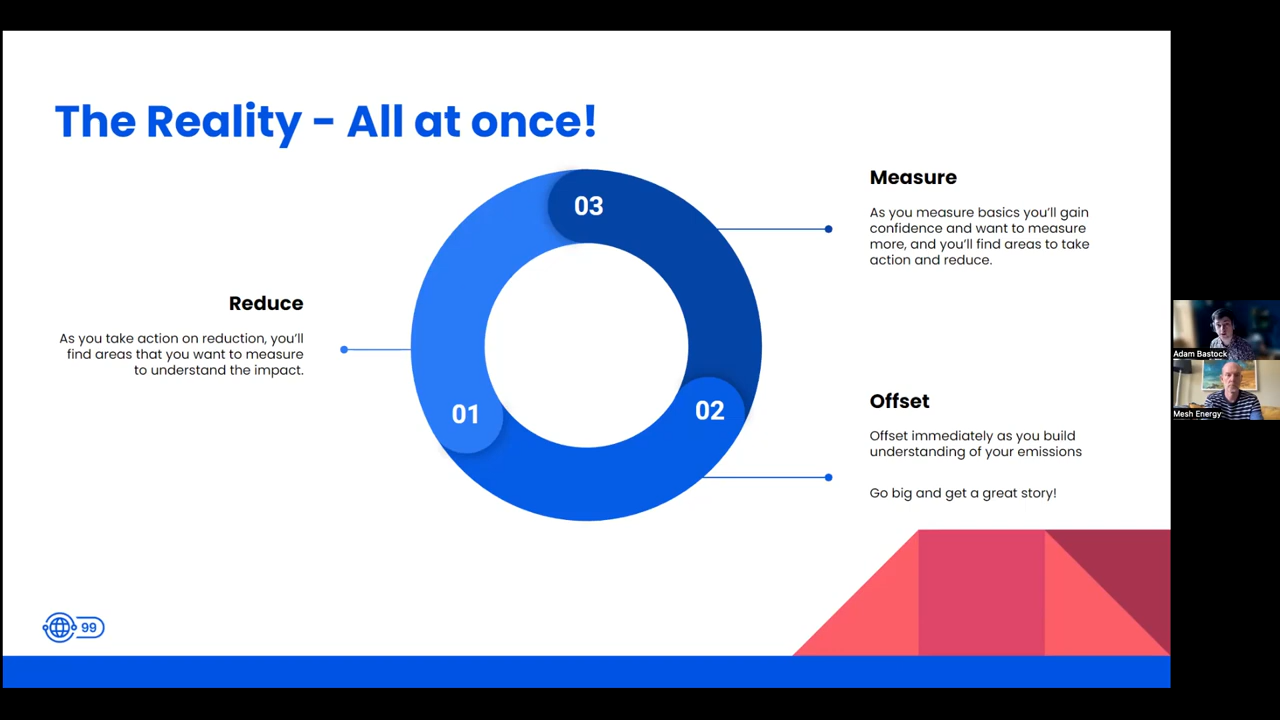 The Reality - All at once!
03
Measure
As you measure basics you'll gain
confidence and want to measure
more, and you'll find areas to take
action and reduce.
Reduce
As you take action on reduction, you'll
find areas that you want to measure
to understand the impact.
01
02
Offset
Offset immediately as you build
understanding of your emissions
Go big and get a great story!
99
Adam Bastock
Mesh Energy